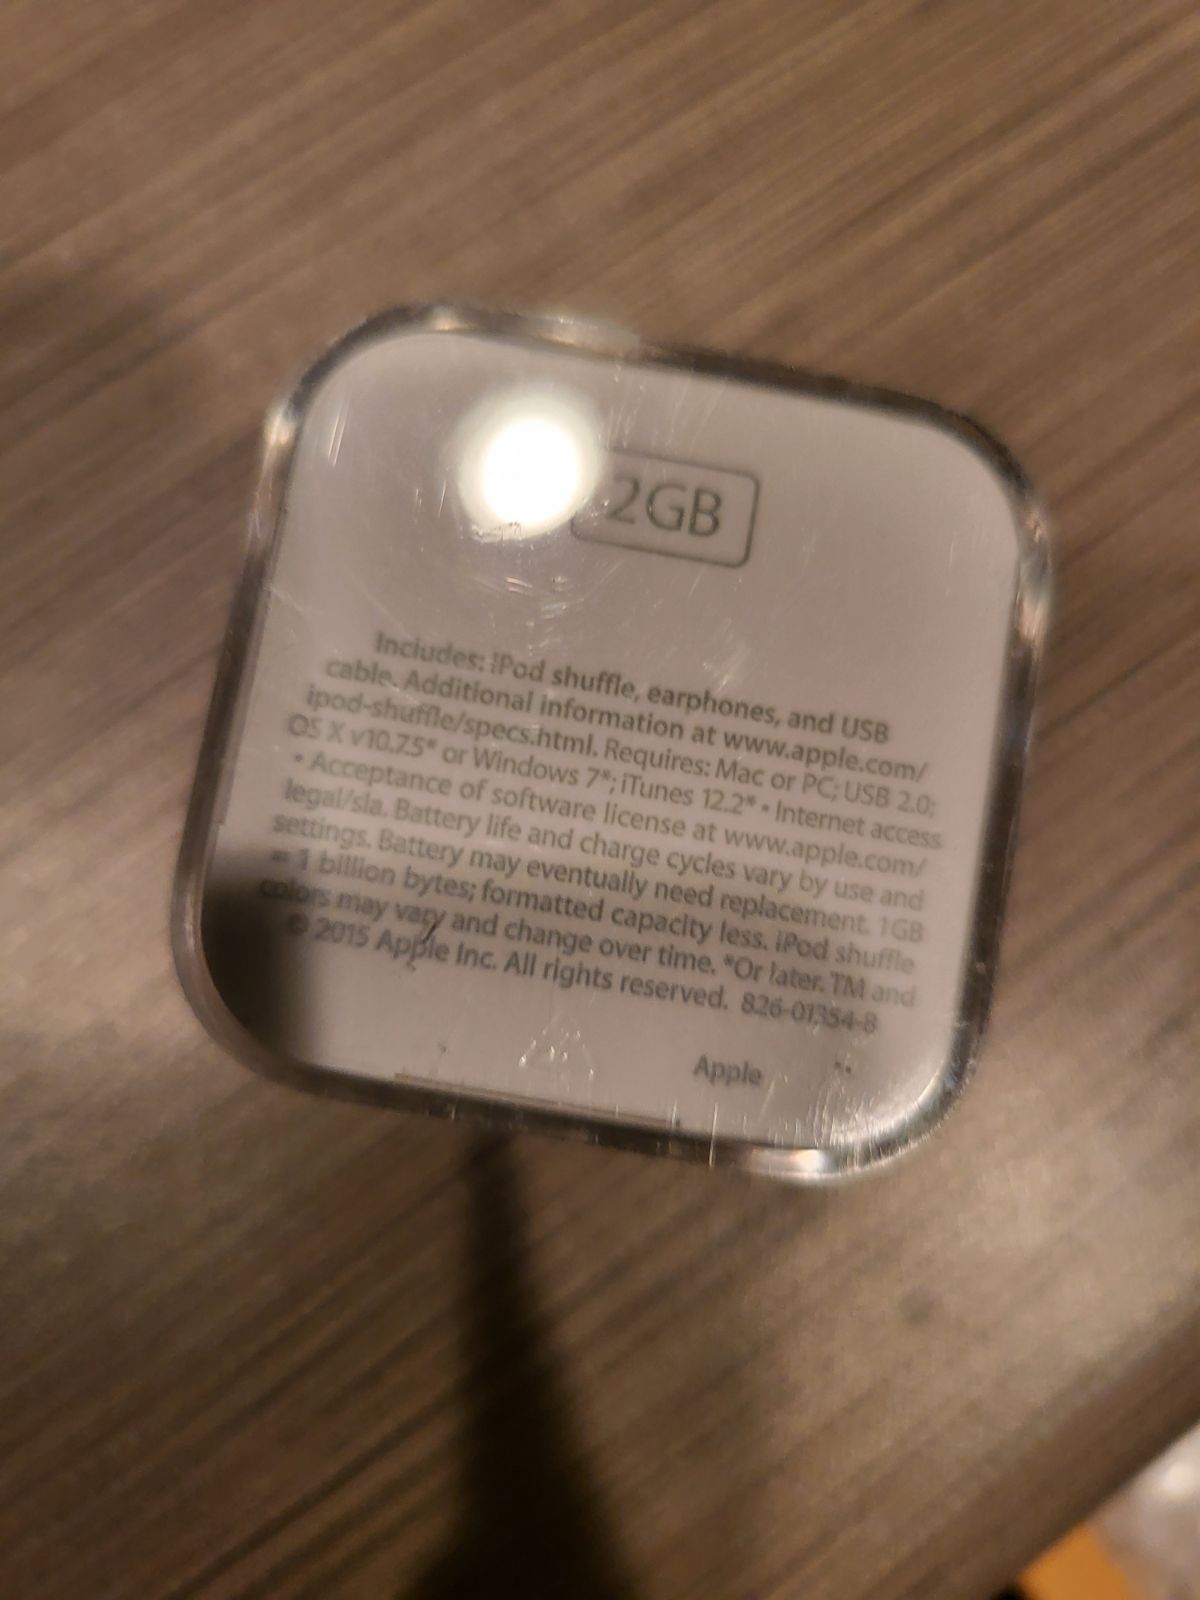 2GB
Includes: iPod shuffle, earphones, and USB
cable. Additional information at www.apple.com/
ipod-shuffle/specs.html. Requires: Mac or PC; USB 2.0;
OS X v10.7.5* or Windows 7*; iTunes 12.2* • Internet access
• Acceptance of software license at www.apple.com/
legal/sla. Battery life and charge cycles vary by use and
settings. Battery may eventually need replacement. 1GB
= 1 billion bytes; formatted capacity less. iPod shuffle
colors may vary and change over time. *Or later. TM and
© 2015 Apple Inc. All rights reserved. 826-01354-B
Apple